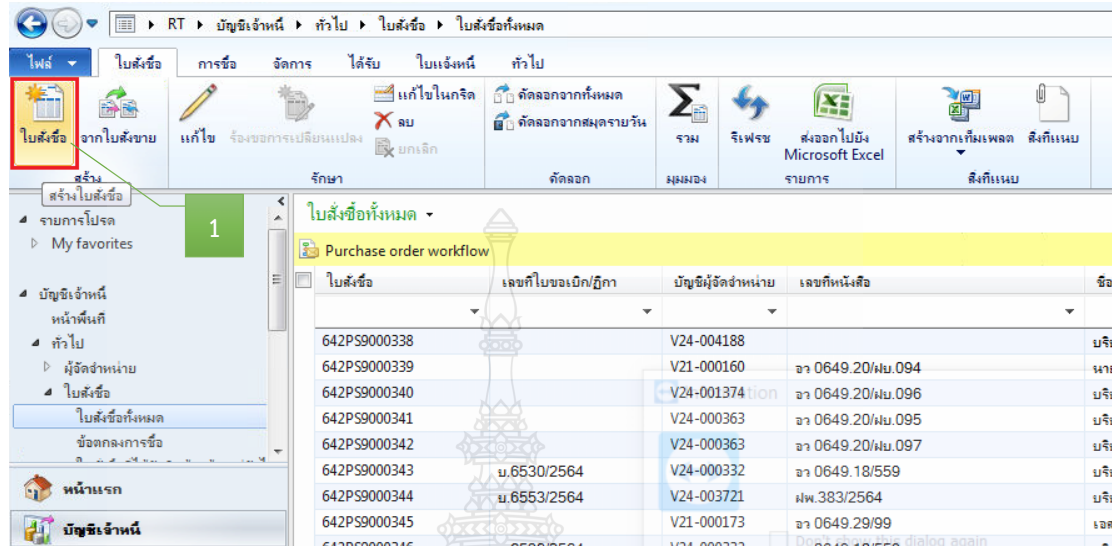 RT ▸ บัญชีเจ้าหนี้ ▸ ทั่วไป ▸ ใบสั่งซื้อ ▸ ใบสั่งซื้อทั้งหมด
ไฟล์ ใบสั่งซื้อ การซื้อ จัดการ ได้รับ ใบแจ้งหนี้ ทั่วไป
แก้ไขในกริด คัดลอกจากทั้งหมด
ลบ คัดลอกจากสมุดรายวัน
ใบสั่งซื้อ จากใบสั่งขาย แก้ไข ร้องขอการเปลี่ยนแปลง ยกเลิก รวม รีเฟรช ส่งออกไปยัง สร้างจากเท็มเพลต สิ่งที่แนบ
Microsoft Excel
สร้าง รักษา คัดลอก มุมมอง รายการ สิ่งที่แนบ
สร้างใบสั่งซื้อ
1
รายการโปรด
My favorites
บัญชีเจ้าหนี้
หน้าพื้นที่
ทั่วไป
ผู้จัดจำหน่าย
ใบสั่งซื้อ
ใบสั่งซื้อทั้งหมด
ข้อตกลงการซื้อ
หน้าแรก
บัญชีเจ้าหนี้
ใบสั่งซื้อทั้งหมด
Purchase order workflow
ใบสั่งซื้อ เลขที่ใบขอเบิก/ฎีกา บัญชีผู้จัดจำหน่าย เลขที่หนังสือ
642PS9000338 V24-004188
642PS9000339 V21-000160 อว 0649.20/ฝบ.094
642PS9000340 V24-001374 อว 0649.20/ฝบ.096
642PS9000341 V24-000363 อว 0649.20/ฝบ.095
642PS9000342 V24-000363 อว 0649.20/ฝบ.097
642PS9000343 บ.6530/2564 V24-000332 อว 0649.18/559
642PS9000344 บ.6553/2564 V24-003721 ฝพ.383/2564
642PS9000345 V21-000173 อว 0649.29/99
Don't show this dialog again